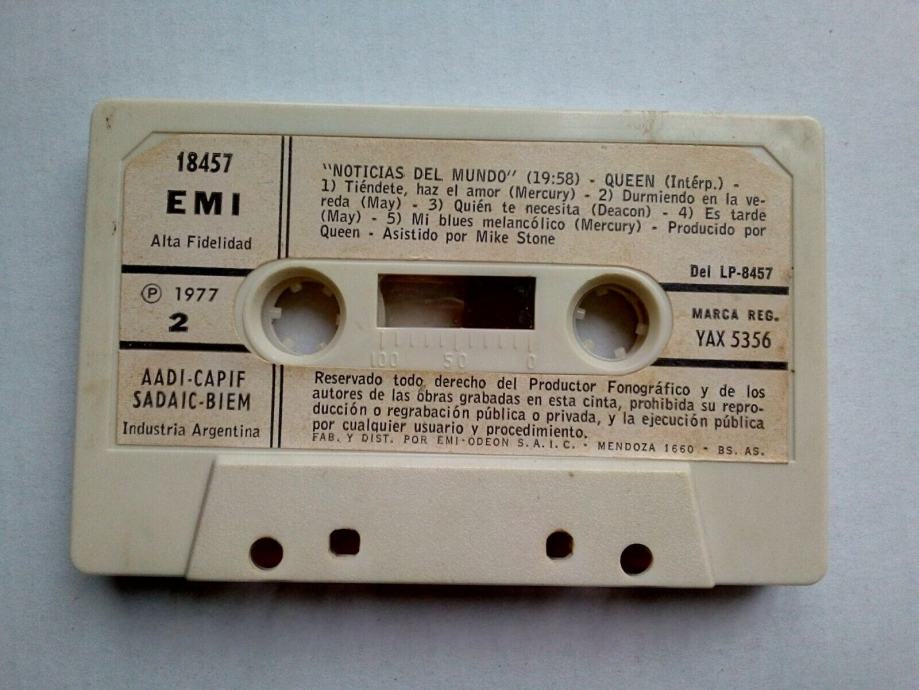 18457
EMI
Alta Fidelidad
Ⓟ 1977
2
AADI-CAPIF
SADAIC-BIEM
Industria Argentina
"NOTICIAS DEL MUNDO" (19:58) - QUEEN (Intérp.) -
1) Tiéndete, haz el amor (Mercury) - 2) Durmiendo en la ve-
reda (May) - 3) Quién te necesita (Deacon) - 4) Es tarde
(May) - 5) Mi blues melancólico (Mercury) - Producido por
Queen - Asistido por Mike Stone
Del LP-8457
MARCA REG.
YAX 5356
100 50 0
Reservado todo derecho del Productor Fonográfico y de los
autores de las obras grabadas en esta cinta, prohibida su repro-
ducción o regrabación pública o privada, y la ejecución pública
por cualquier usuario y procedimiento.
FAB. Y DIST. POR EMI-ODEON S.A.I.C. - MENDOZA 1660 - BS. AS.